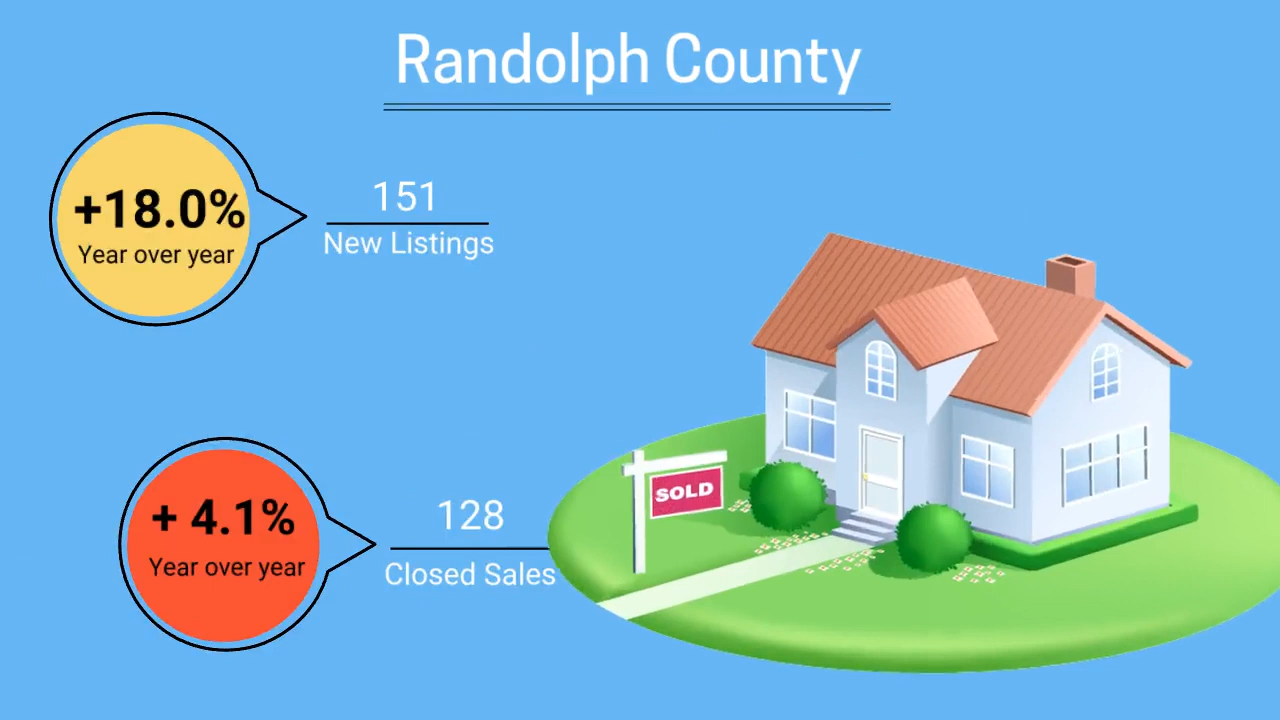 Randolph County
+18.0%
Year over year
151
New Listings
+ 4.1%
Year over year
128
Closed Sales
SOLD